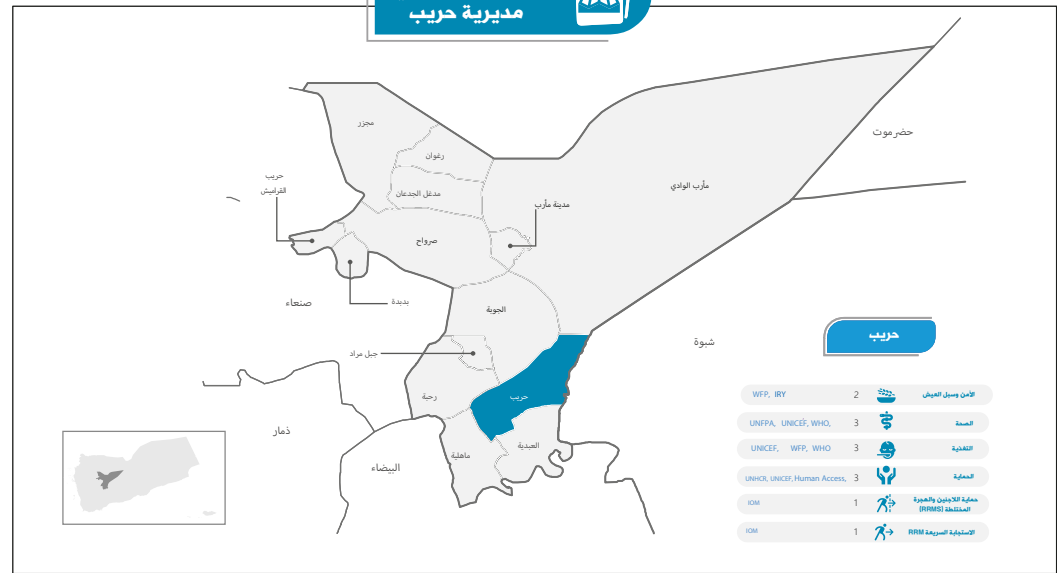 مديرية حريب
مجزر
حضرموت
رغوان
حريب
القراميش
مأرب الوادي
مدغل الجدعان
مدينة مأرب
صرواح
صنعاء
بدبدة
الجوبة
حريب
شبوة
جبل مراد
رحبة
حريب
ذمار
العبدية
ماهلية
البيضاء
الأمن وسبل العيش 2 WFP, IRY
الصحة 3 UNFPA, UNICEF, WHO,
التغذية 3 UNICEF, WFP, WHO
الحماية 3 UNHCR, UNICEF, Human Access,
حماية اللاجئين والهجرة
المختلطة (RRMS) 1 IOM
الاستجابة السريعة RRM 1 IOM